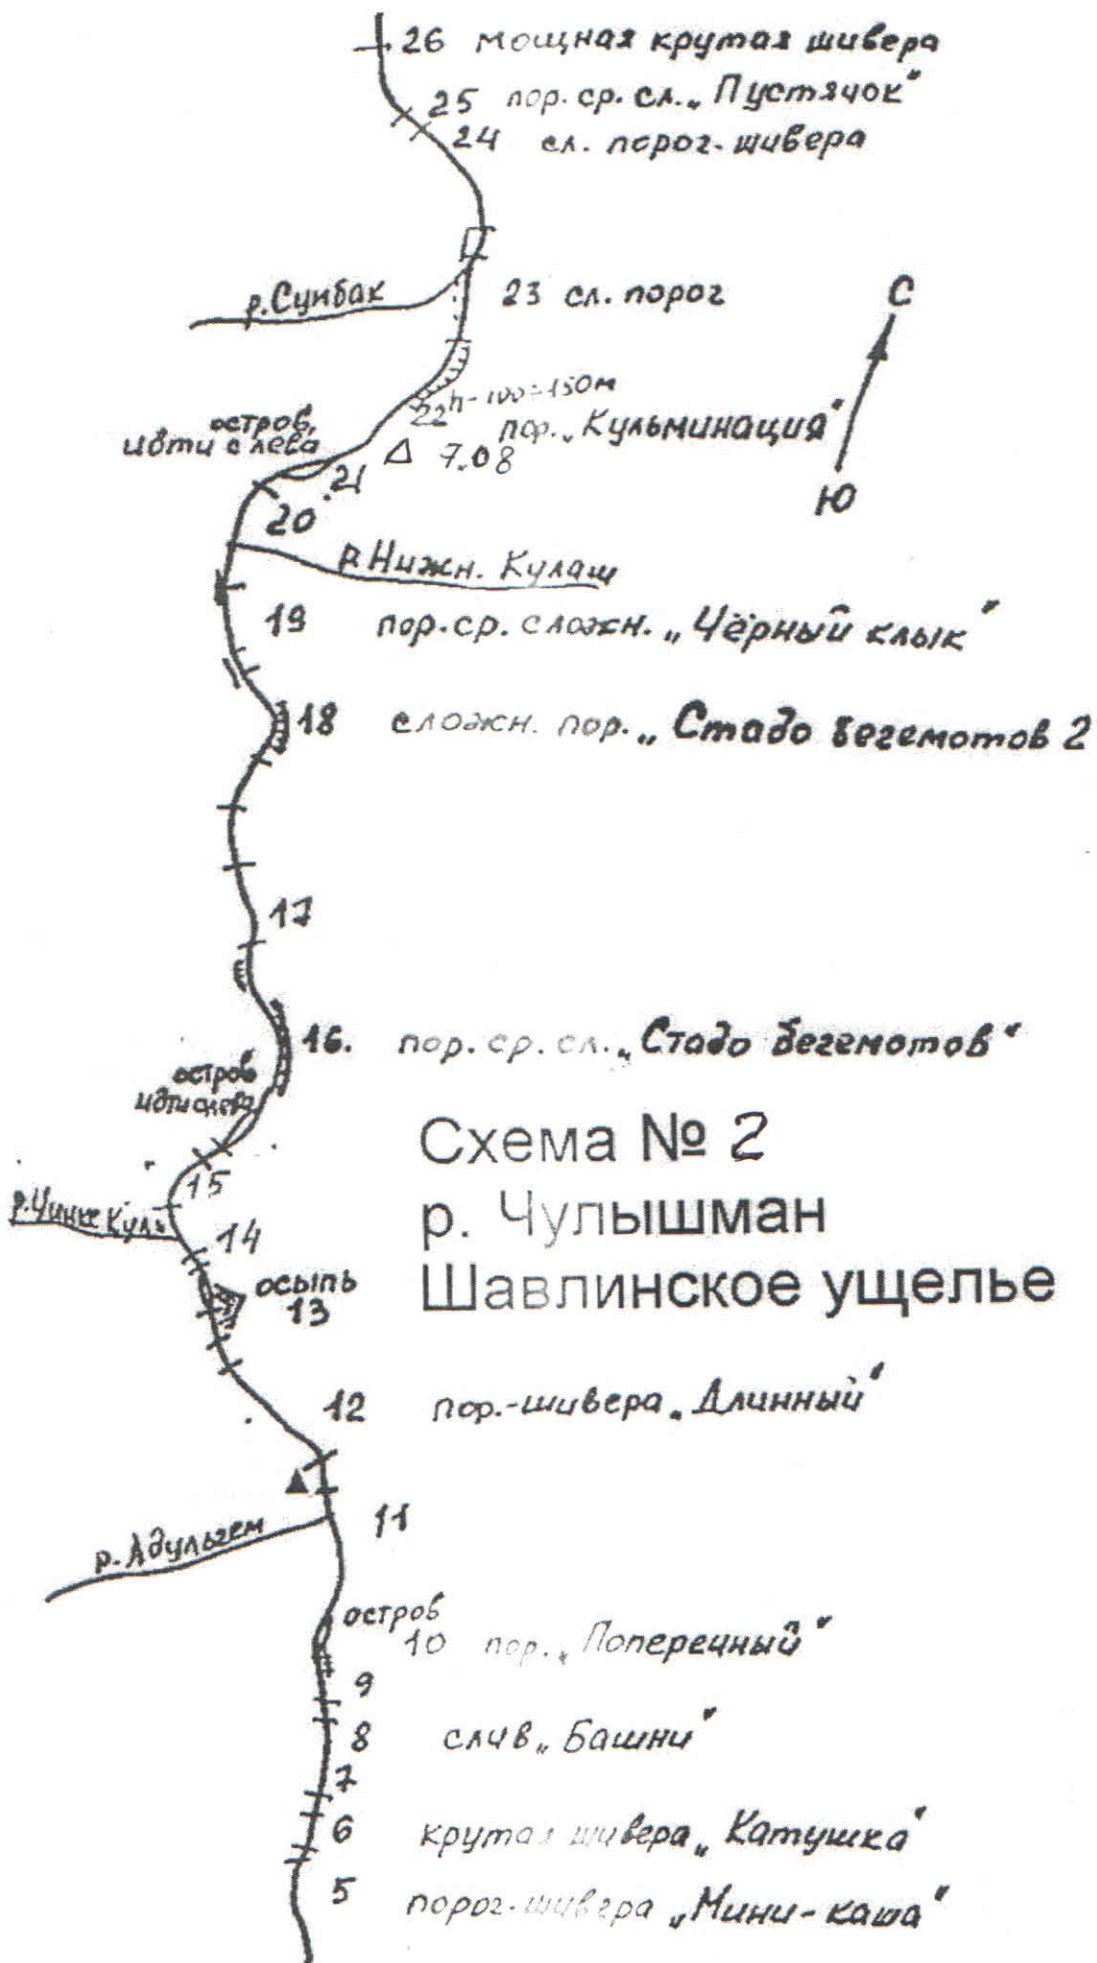 26 мощная крутая шивера
25 пор. ср. сл. „Пустячок"
24 сл. порог-шивера
С
р. Сунбак
23 сл. порог
h-100÷150м
22 пор. „Кульминация"
остров,
идти слева
△ 7.08
21
Ю
20
р. Нижн. Кулаш
19 пор. ср. сложн. „Чёрный клык"
18 сложн. пор. „Стадо бегемотов 2
17
16. пор. ср. сл. „Стадо бегемотов"
остров
идти слева
Схема № 2
р. Чулышман
Шавлинское ущелье
15
14
осыпь
13
12 пор.-шивера „Длинный"
11
р. Адульгем
остров
10 пор. „Поперечный"
9
8 слив „Башни"
7
6 крутая шивера „Катушка"
5 порог-шивера „Мини-каша"